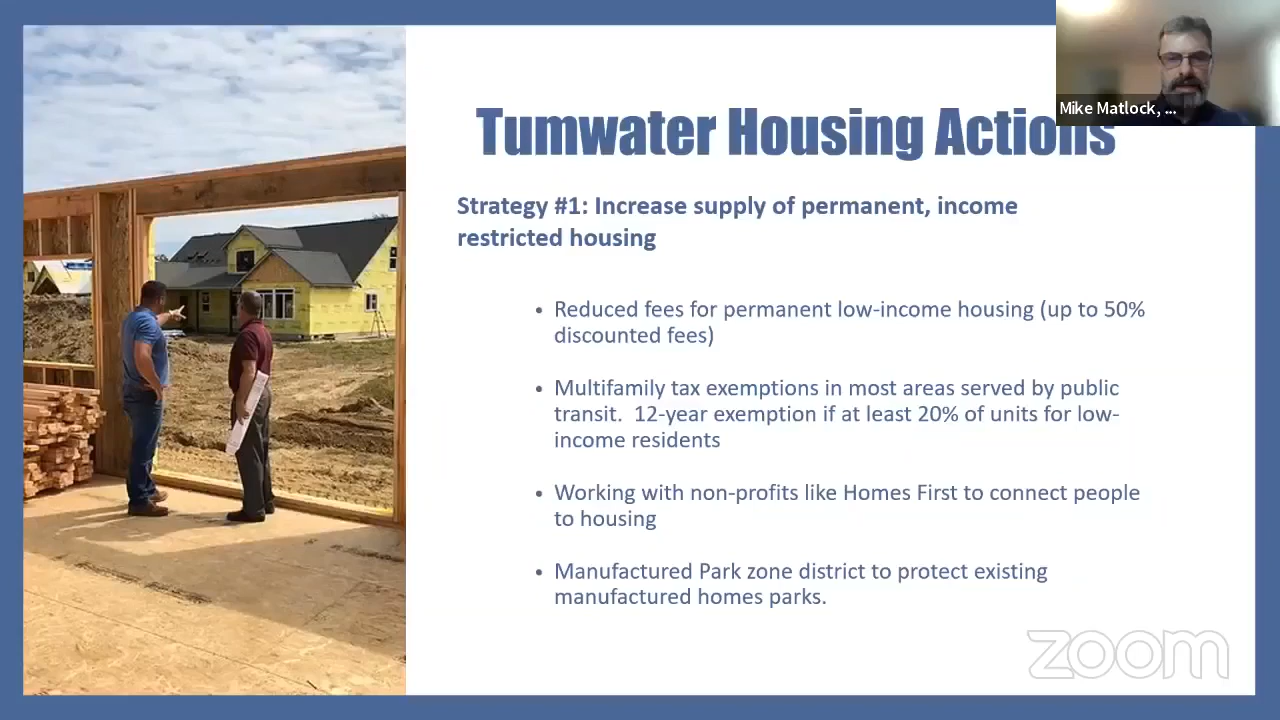 Mike Matlock, ...
Tumwater Housing Actions
Strategy #1: Increase supply of permanent, income
restricted housing
• Reduced fees for permanent low-income housing (up to 50%
discounted fees)
• Multifamily tax exemptions in most areas served by public
transit.  12-year exemption if at least 20% of units for low-
income residents
• Working with non-profits like Homes First to connect people
to housing
• Manufactured Park zone district to protect existing
manufactured homes parks.
zoom